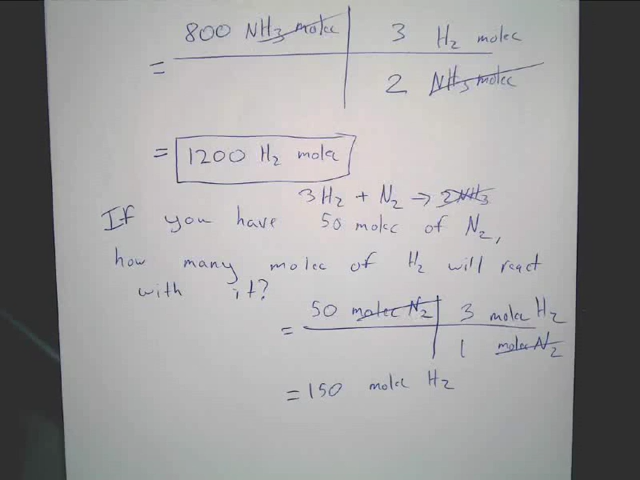 800 NH3 molec | 3 H2 molec
=
2 NH3 molec
= 1200 H2 molec
3H2 + N2 → 2NH3
If you have 50 molec of N2,
how many molec of H2 will react
with it?
50 molec N2 | 3 molec H2
=
1 molec N2
= 150 molec H2